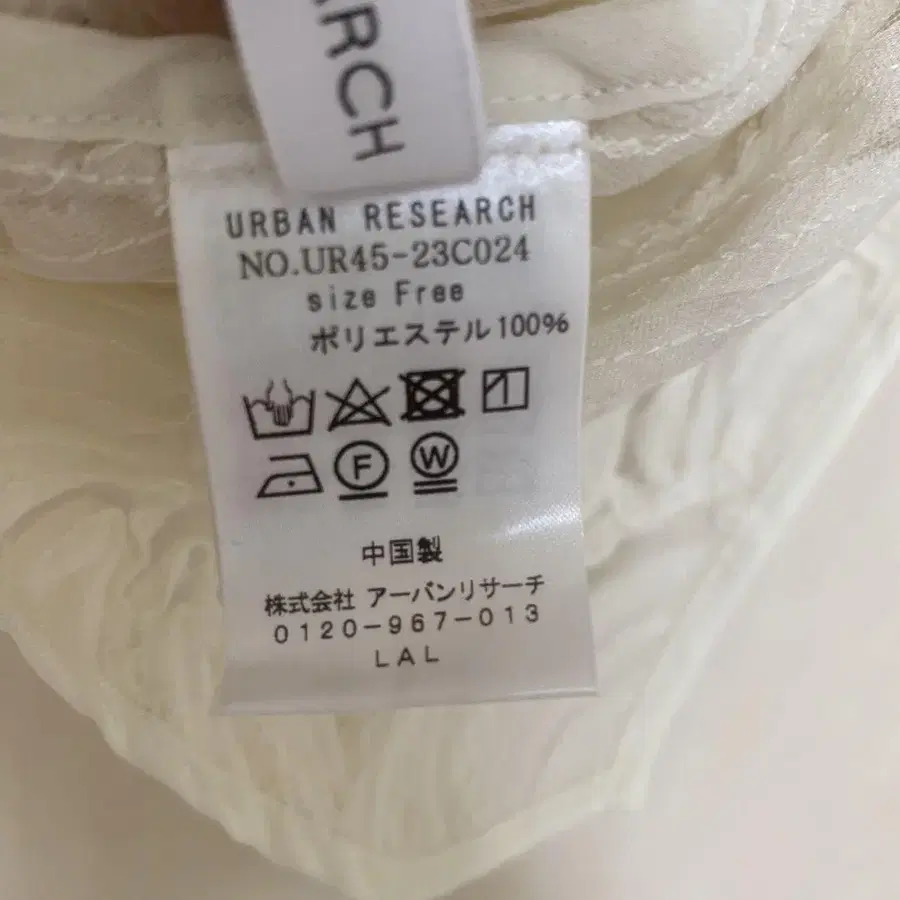 ARCH
URBAN RESEARCH
NO.UR45-23C024
size Free
ポリエステル100%
F
W
中国製
株式会社 アーバンリサーチ
0120-967-013
LAL